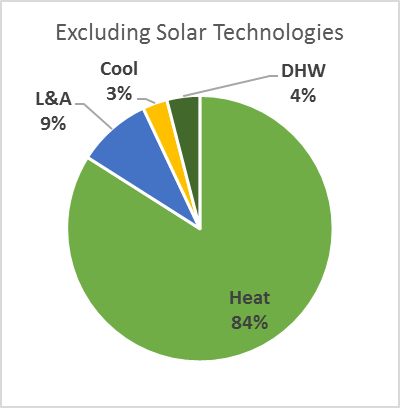 Excluding Solar Technologies
Cool
3%
DHW
4%
L&A
9%
Heat
84%